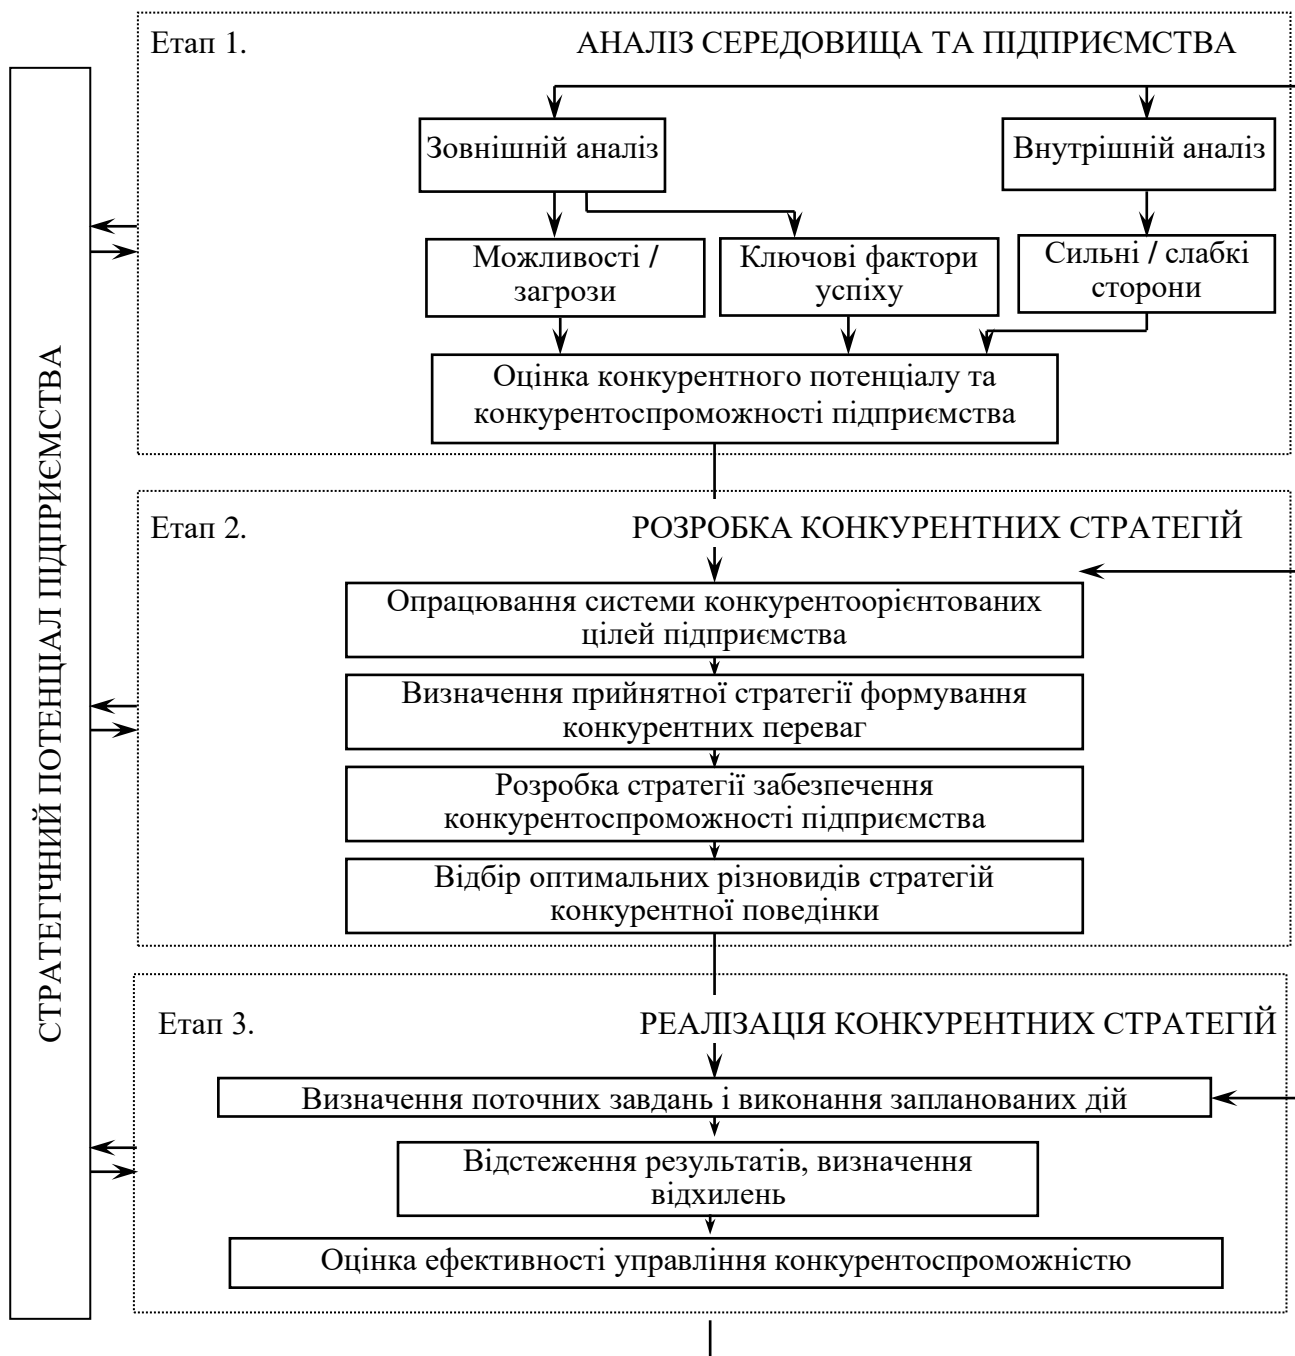 Етап 1.
АНАЛІЗ СЕРЕДОВИЩА ТА ПІДПРИЄМСТВА
Зовнішній аналіз
Внутрішній аналіз
Можливості /
загрози
Ключові фактори
успіху
Сильні / слабкі
сторони
Оцінка конкурентного потенціалу та
конкурентоспроможності підприємства
СТРАТЕГІЧНИЙ ПОТЕНЦІАЛ ПІДПРИЄМСТВА
Етап 2.
РОЗРОБКА КОНКУРЕНТНИХ СТРАТЕГІЙ
Опрацювання системи конкурентоорієнтованих
цілей підприємства
Визначення прийнятної стратегії формування
конкурентних переваг
Розробка стратегії забезпечення
конкурентоспроможності підприємства
Відбір оптимальних різновидів стратегій
конкурентної поведінки
Етап 3.
РЕАЛІЗАЦІЯ КОНКУРЕНТНИХ СТРАТЕГІЙ
Визначення поточних завдань і виконання запланованих дій
Відстеження результатів, визначення
відхилень
Оцінка ефективності управління конкурентоспроможністю